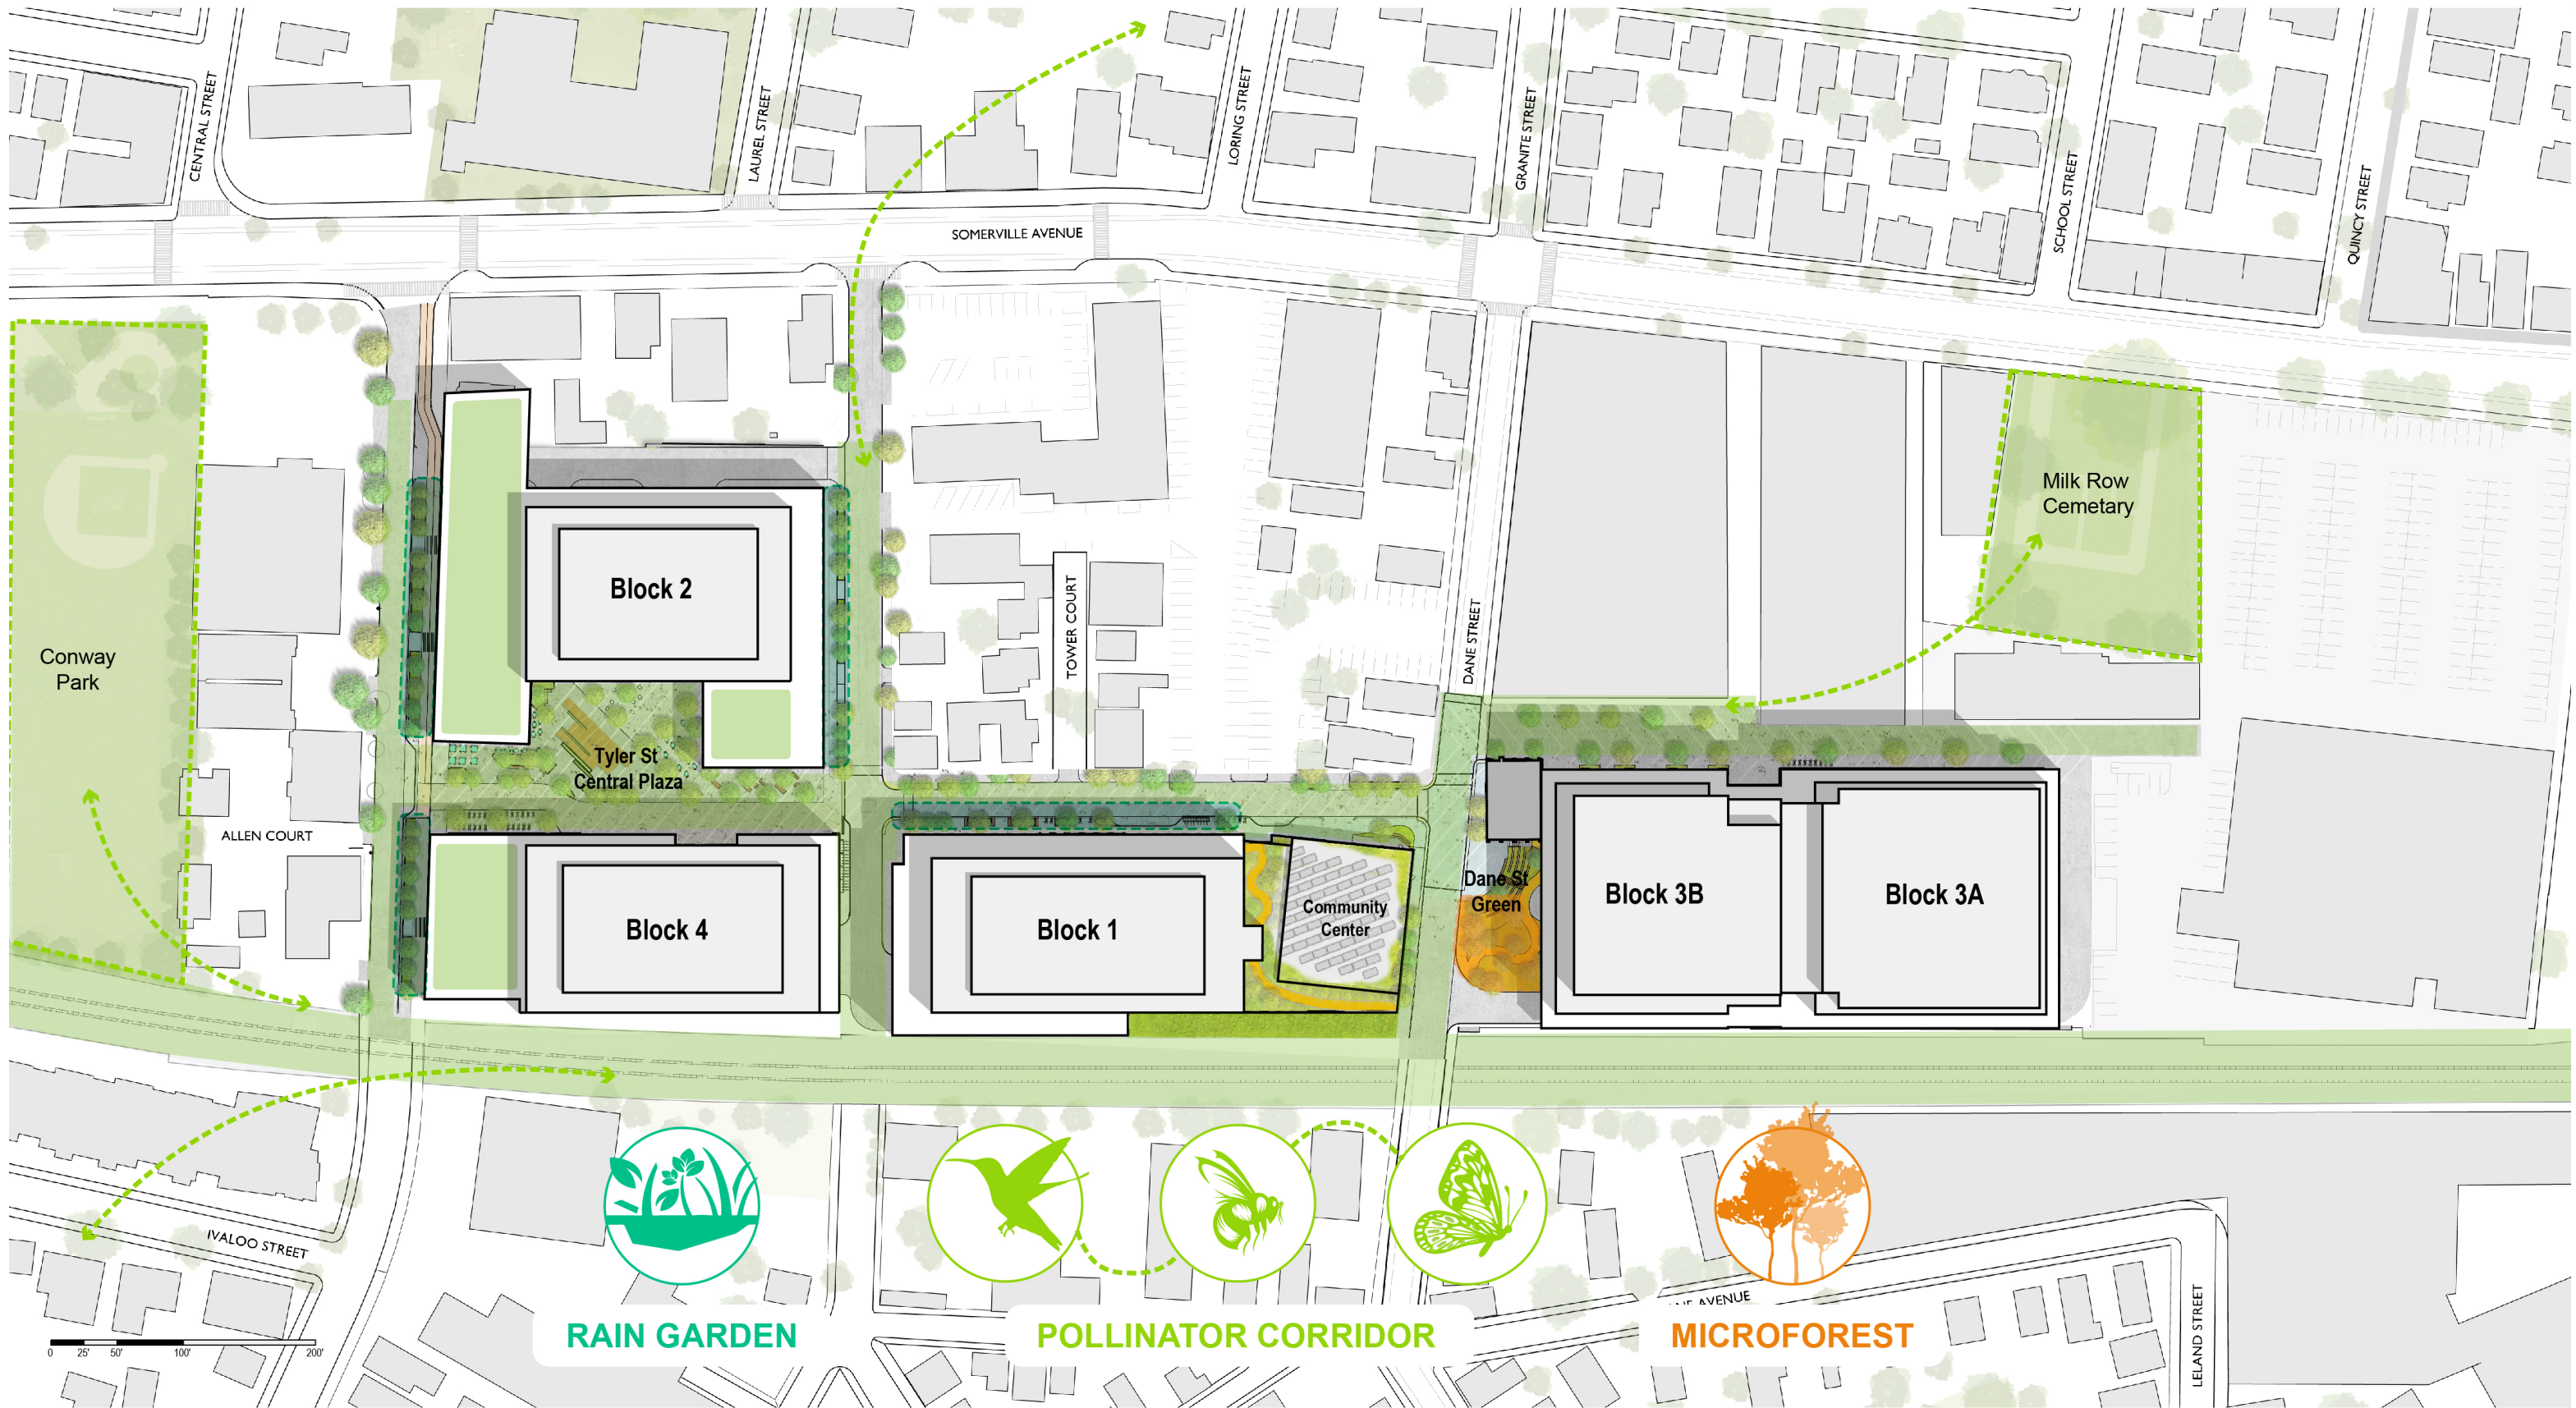 CENTRAL STREET
LAUREL STREET
LORING STREET
GRANITE STREET
SCHOOL STREET
QUINCY STREET
SOMERVILLE AVENUE
Milk Row
Cemetary
Block 2
TOWER COURT
DANE STREET
Conway
Park
Tyler St
Central Plaza
ALLEN COURT
Block 4
Block 1
Community
Center
Dane St
Green
Block 3B
Block 3A
IVALOO STREET
AVENUE
LELAND STREET
RAIN GARDEN
POLLINATOR CORRIDOR
MICROFOREST
0 25' 50' 100' 200'